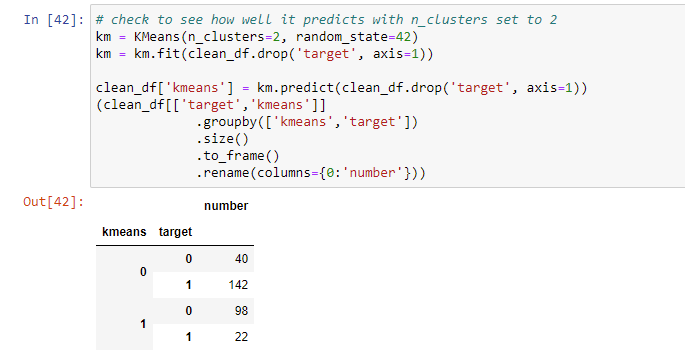 In [42]: # check to see how well it predicts with n_clusters set to 2
km = KMeans(n_clusters=2, random_state=42)
km = km.fit(clean_df.drop('target', axis=1))
clean_df['kmeans'] = km.predict(clean_df.drop('target', axis=1))
(clean_df[['target','kmeans']]
.groupby(['kmeans','target'])
.size()
.to_frame()
.rename(columns={0:'number'}))
Out[42]:
number
kmeans target
0 0 40
1 142
1 0 98
1 22